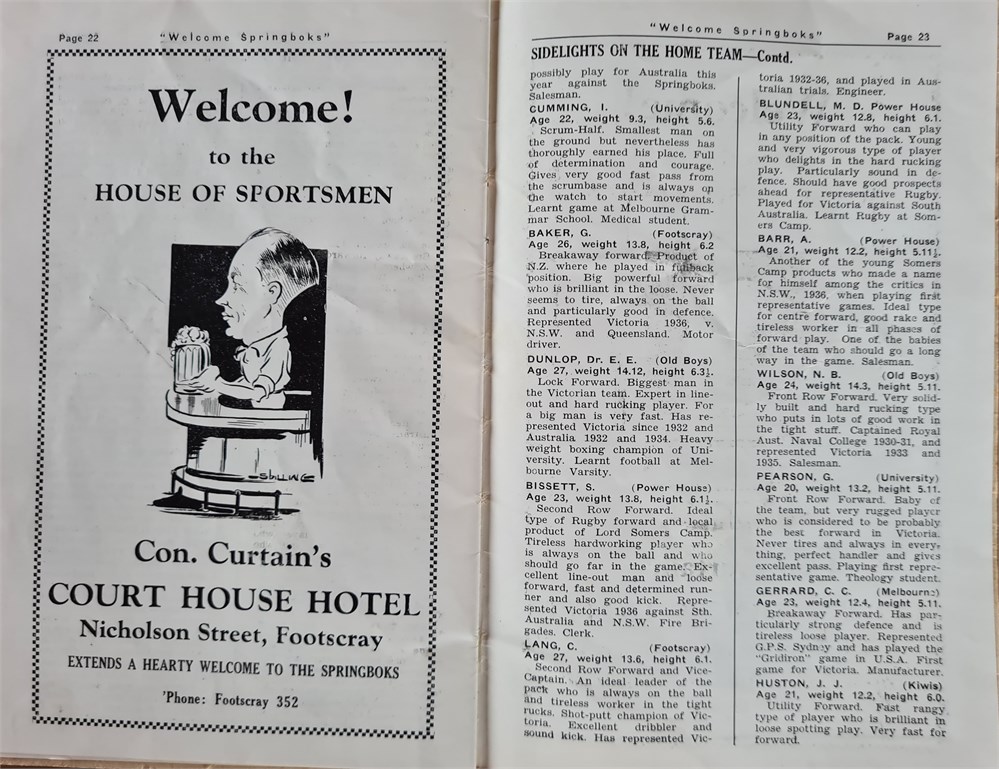 Page 22 "Welcome Springboks"
Welcome!
to the
HOUSE OF SPORTSMEN
SHILLING
Con. Curtain's
COURT HOUSE HOTEL
Nicholson Street, Footscray
EXTENDS A HEARTY WELCOME TO THE SPRINGBOKS
'Phone: Footscray 352
"Welcome Springboks" Page 23
SIDELIGHTS ON THE HOME TEAM—Contd.
possibly play for Australia this
year against the Springboks.
Salesman.
CUMMING, I. (University)
Age 22, weight 9.3, height 5.6.
Scrum-Half. Smallest man on
the ground but nevertheless has
thoroughly earned his place. Full
of determination and courage.
Gives very good fast pass from
the scrumbase and is always on
the watch to start movements.
Learnt game at Melbourne Gram-
mar School. Medical student.
BAKER, G. (Footscray)
Age 26, weight 13.8, height 6.2
Breakaway forward. Product of
N.Z. where he played in fullback
position. Big powerful forward
who is brilliant in the loose. Never
seems to tire, always on the ball
and particularly good in defence.
Represented Victoria 1936, v.
N.S.W. and Queensland. Motor
driver.
DUNLOP, Dr. E. E. (Old Boys)
Age 27, weight 14.12, height 6.3½.
Lock Forward. Biggest man in
the Victorian team. Expert in line-
out and hard rucking player. For
a big man is very fast. Has re-
presented Victoria since 1932 and
Australia 1932 and 1934. Heavy
weight boxing champion of Uni-
versity. Learnt football at Mel-
bourne Varsity.
BISSETT, S. (Power House)
Age 23, weight 13.8, height 6.1½.
Second Row Forward. Ideal
type of Rugby forward and local
product of Lord Somers Camp.
Tireless hardworking player who
is always on the ball and who
should go far in the game. Ex-
cellent line-out man and loose
forward, fast and determined run-
ner and also good kick. Repre-
sented Victoria 1936 against Sth.
Australia and N.S.W. Fire Bri-
gades. Clerk.
LANG, C. (Footscray)
Age 27, weight 13.6, height 6.1.
Second Row Forward and Vice-
Captain. An ideal leader of the
pack who is always on the ball
and tireless worker in the tight
rucks. Shot-putt champion of Vic-
toria. Excellent dribbler and
sound kick. Has represented Vic-
toria 1932-36, and played in Aus-
tralian trials. Engineer.
BLUNDELL, M. D. Power House
Age 23, weight 12.8, height 6.1.
Utility Forward who can play
in any position of the pack. Young
and very vigorous type of player
who delights in the hard rucking
play. Particularly sound in de-
fence. Should have good prospects
ahead for representative Rugby.
Played for Victoria against South
Australia. Learnt Rugby at Som-
ers Camp.
BARR, A. (Power House)
Age 21, weight 12.2, height 5.11½.
Another of the young Somers
Camp products who made a name
for himself among the critics in
N.S.W., 1936, when playing first
representative games. Ideal type
for centre forward, good rake and
tireless worker in all phases of
forward play. One of the babies
of the team who should go a long
way in the game. Salesman.
WILSON, N. B. (Old Boys)
Age 24, weight 14.3, height 5.11.
Front Row Forward. Very solid-
ly built and hard rucking type
who puts in lots of good work in
the tight stuff. Captained Royal
Aust. Naval College 1930-31, and
represented Victoria 1933 and
1935. Salesman.
PEARSON, G. (University)
Age 20, weight 13.2, height 5.11.
Front Row Forward. Baby of
the team, but very rugged player
who is considered to be probably
the best forward in Victoria.
Never tires and always in every-
thing, perfect handler and gives
excellent pass. Playing first repre-
sentative game. Theology student.
GERRARD, C. C. (Melbourne)
Age 23, weight 12.4, height 5.11.
Breakaway Forward. Has par-
ticularly strong defence and is
tireless loose player. Represented
G.P.S. Sydney and has played the
"Gridiron" game in U.S.A. First
game for Victoria. Manufacturer.
HUSTON, J. J. (Kiwis)
Age 21, weight 12.2, height 6.0.
Utility Forward. Fast rangy
type of player who is brilliant in
loose spotting play. Very fast for
forward.